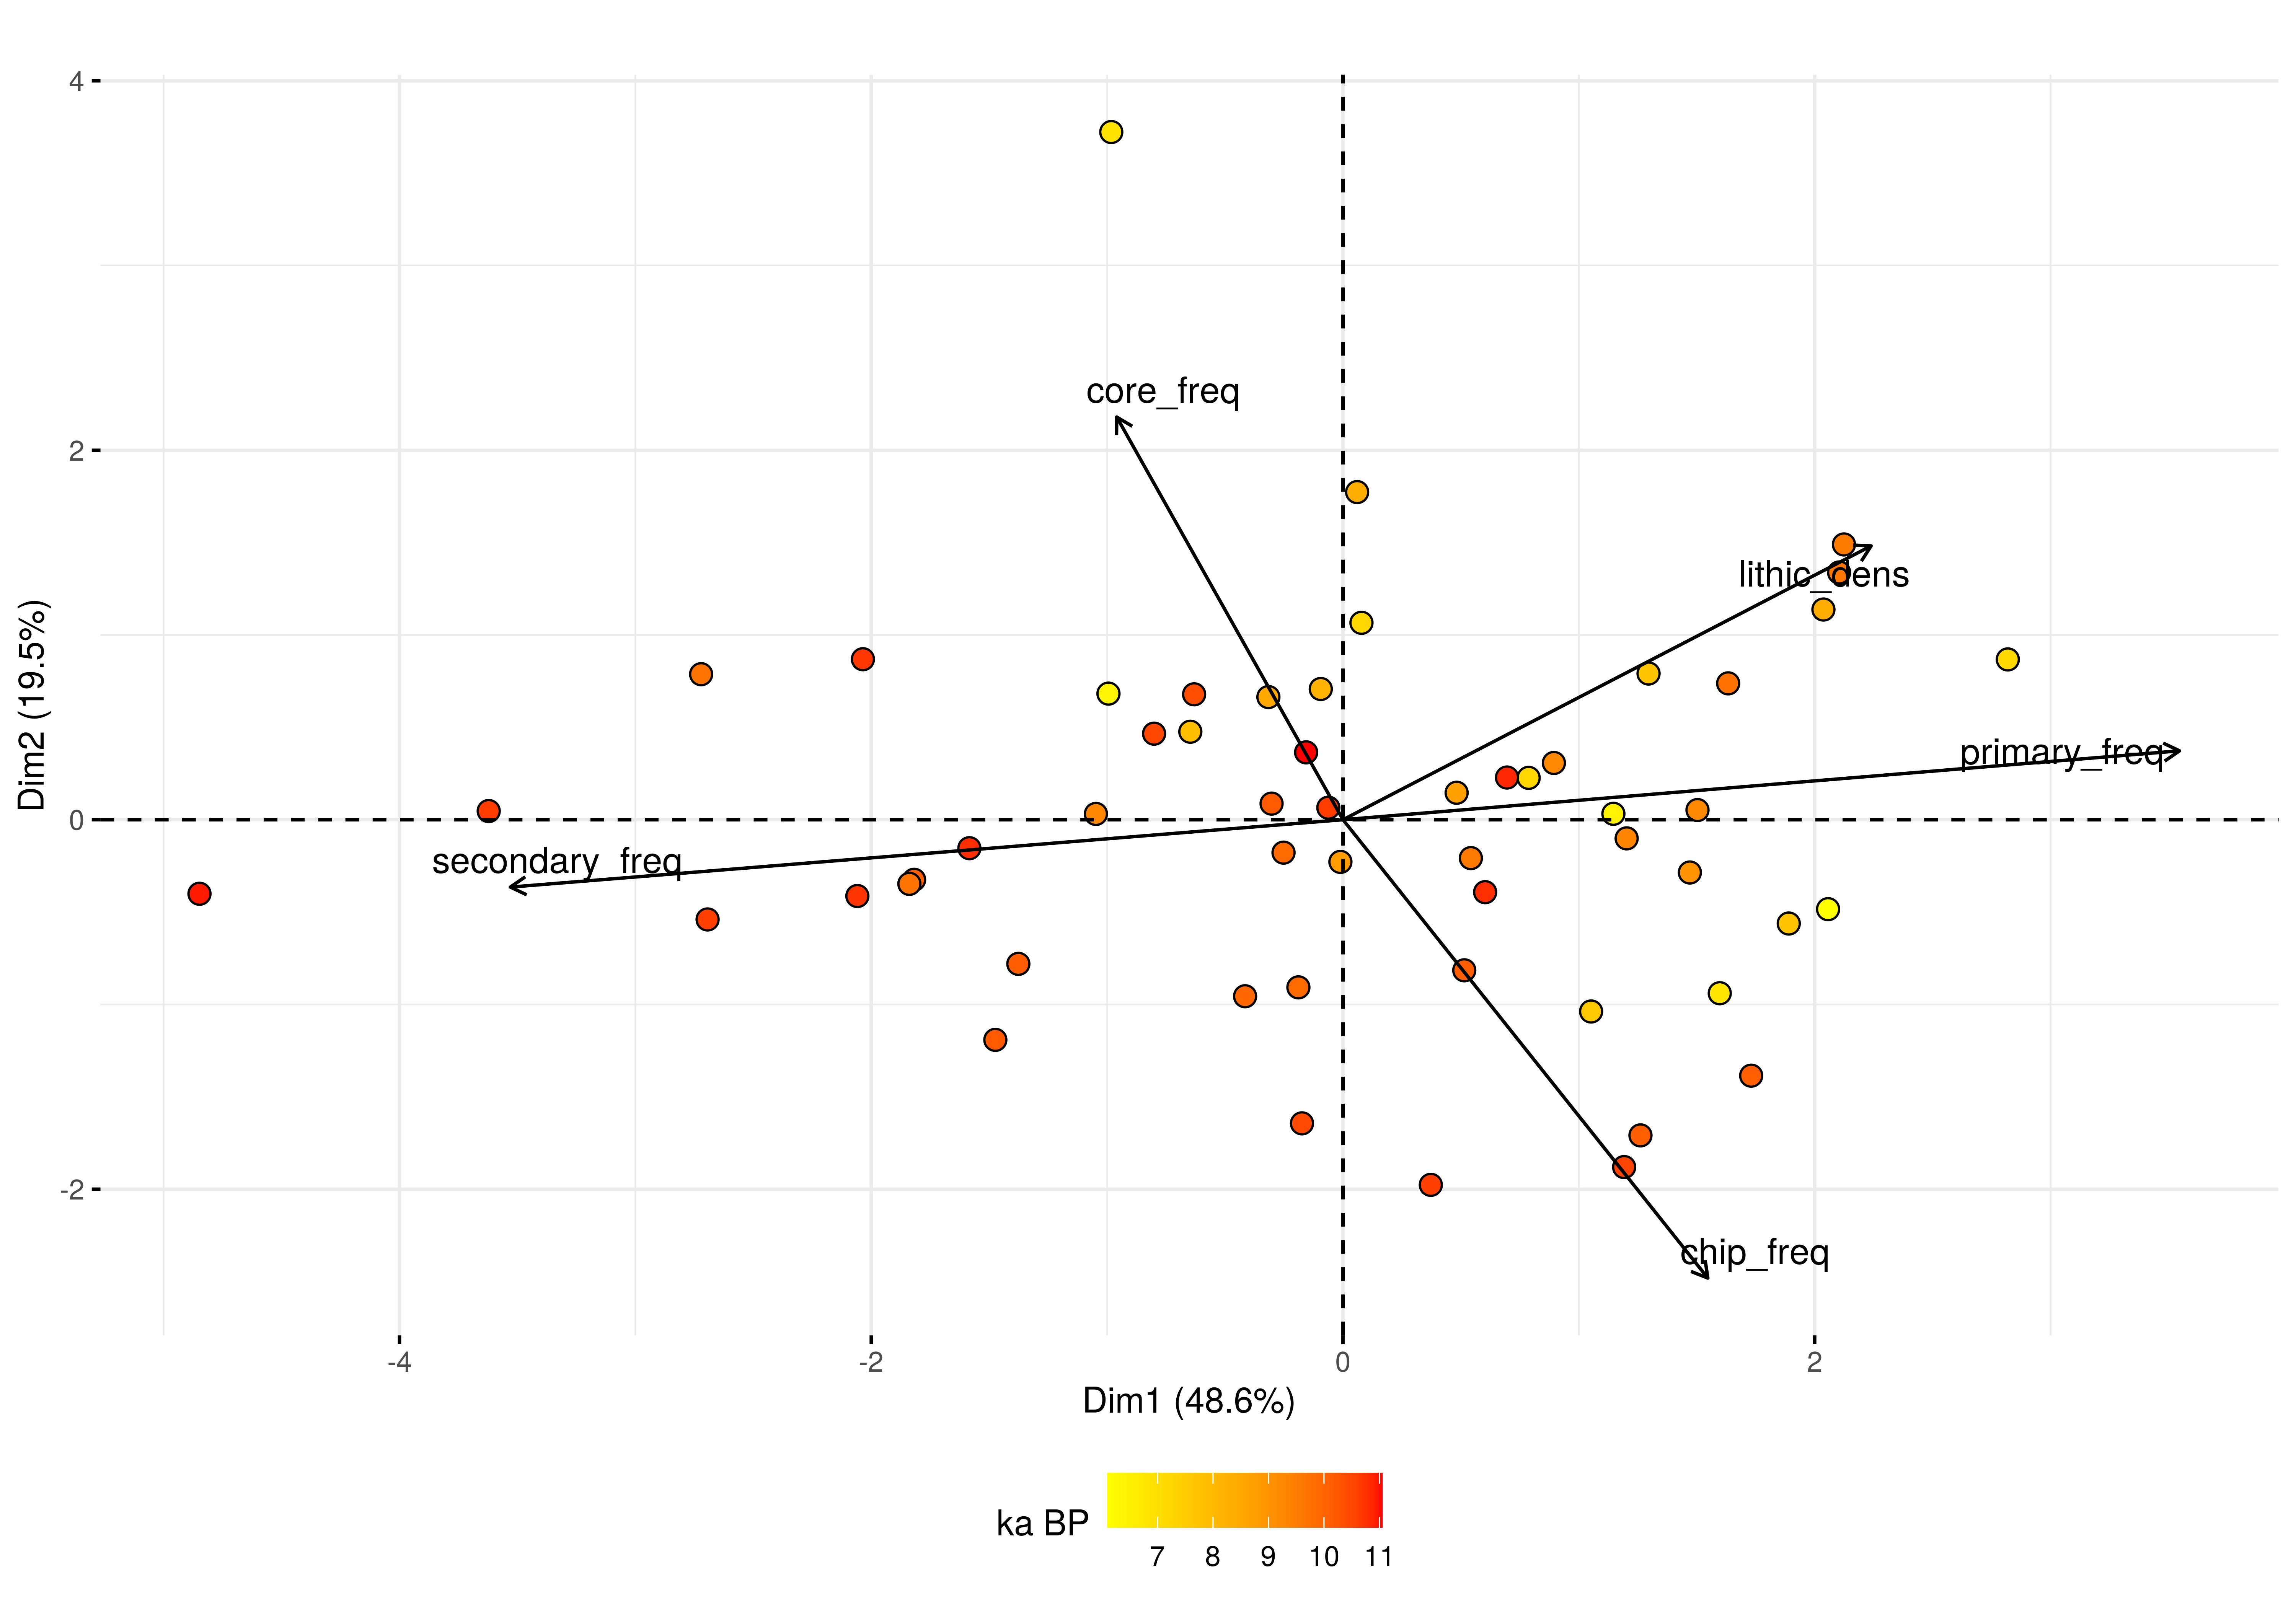 4
core_freq
2
lithic_dens
primary_freq
Dim2 (19.5%)
0
secondary_freq
-2
chip_freq
-4 -2 0 2
Dim1 (48.6%)
ka BP
7 8 9 10 11